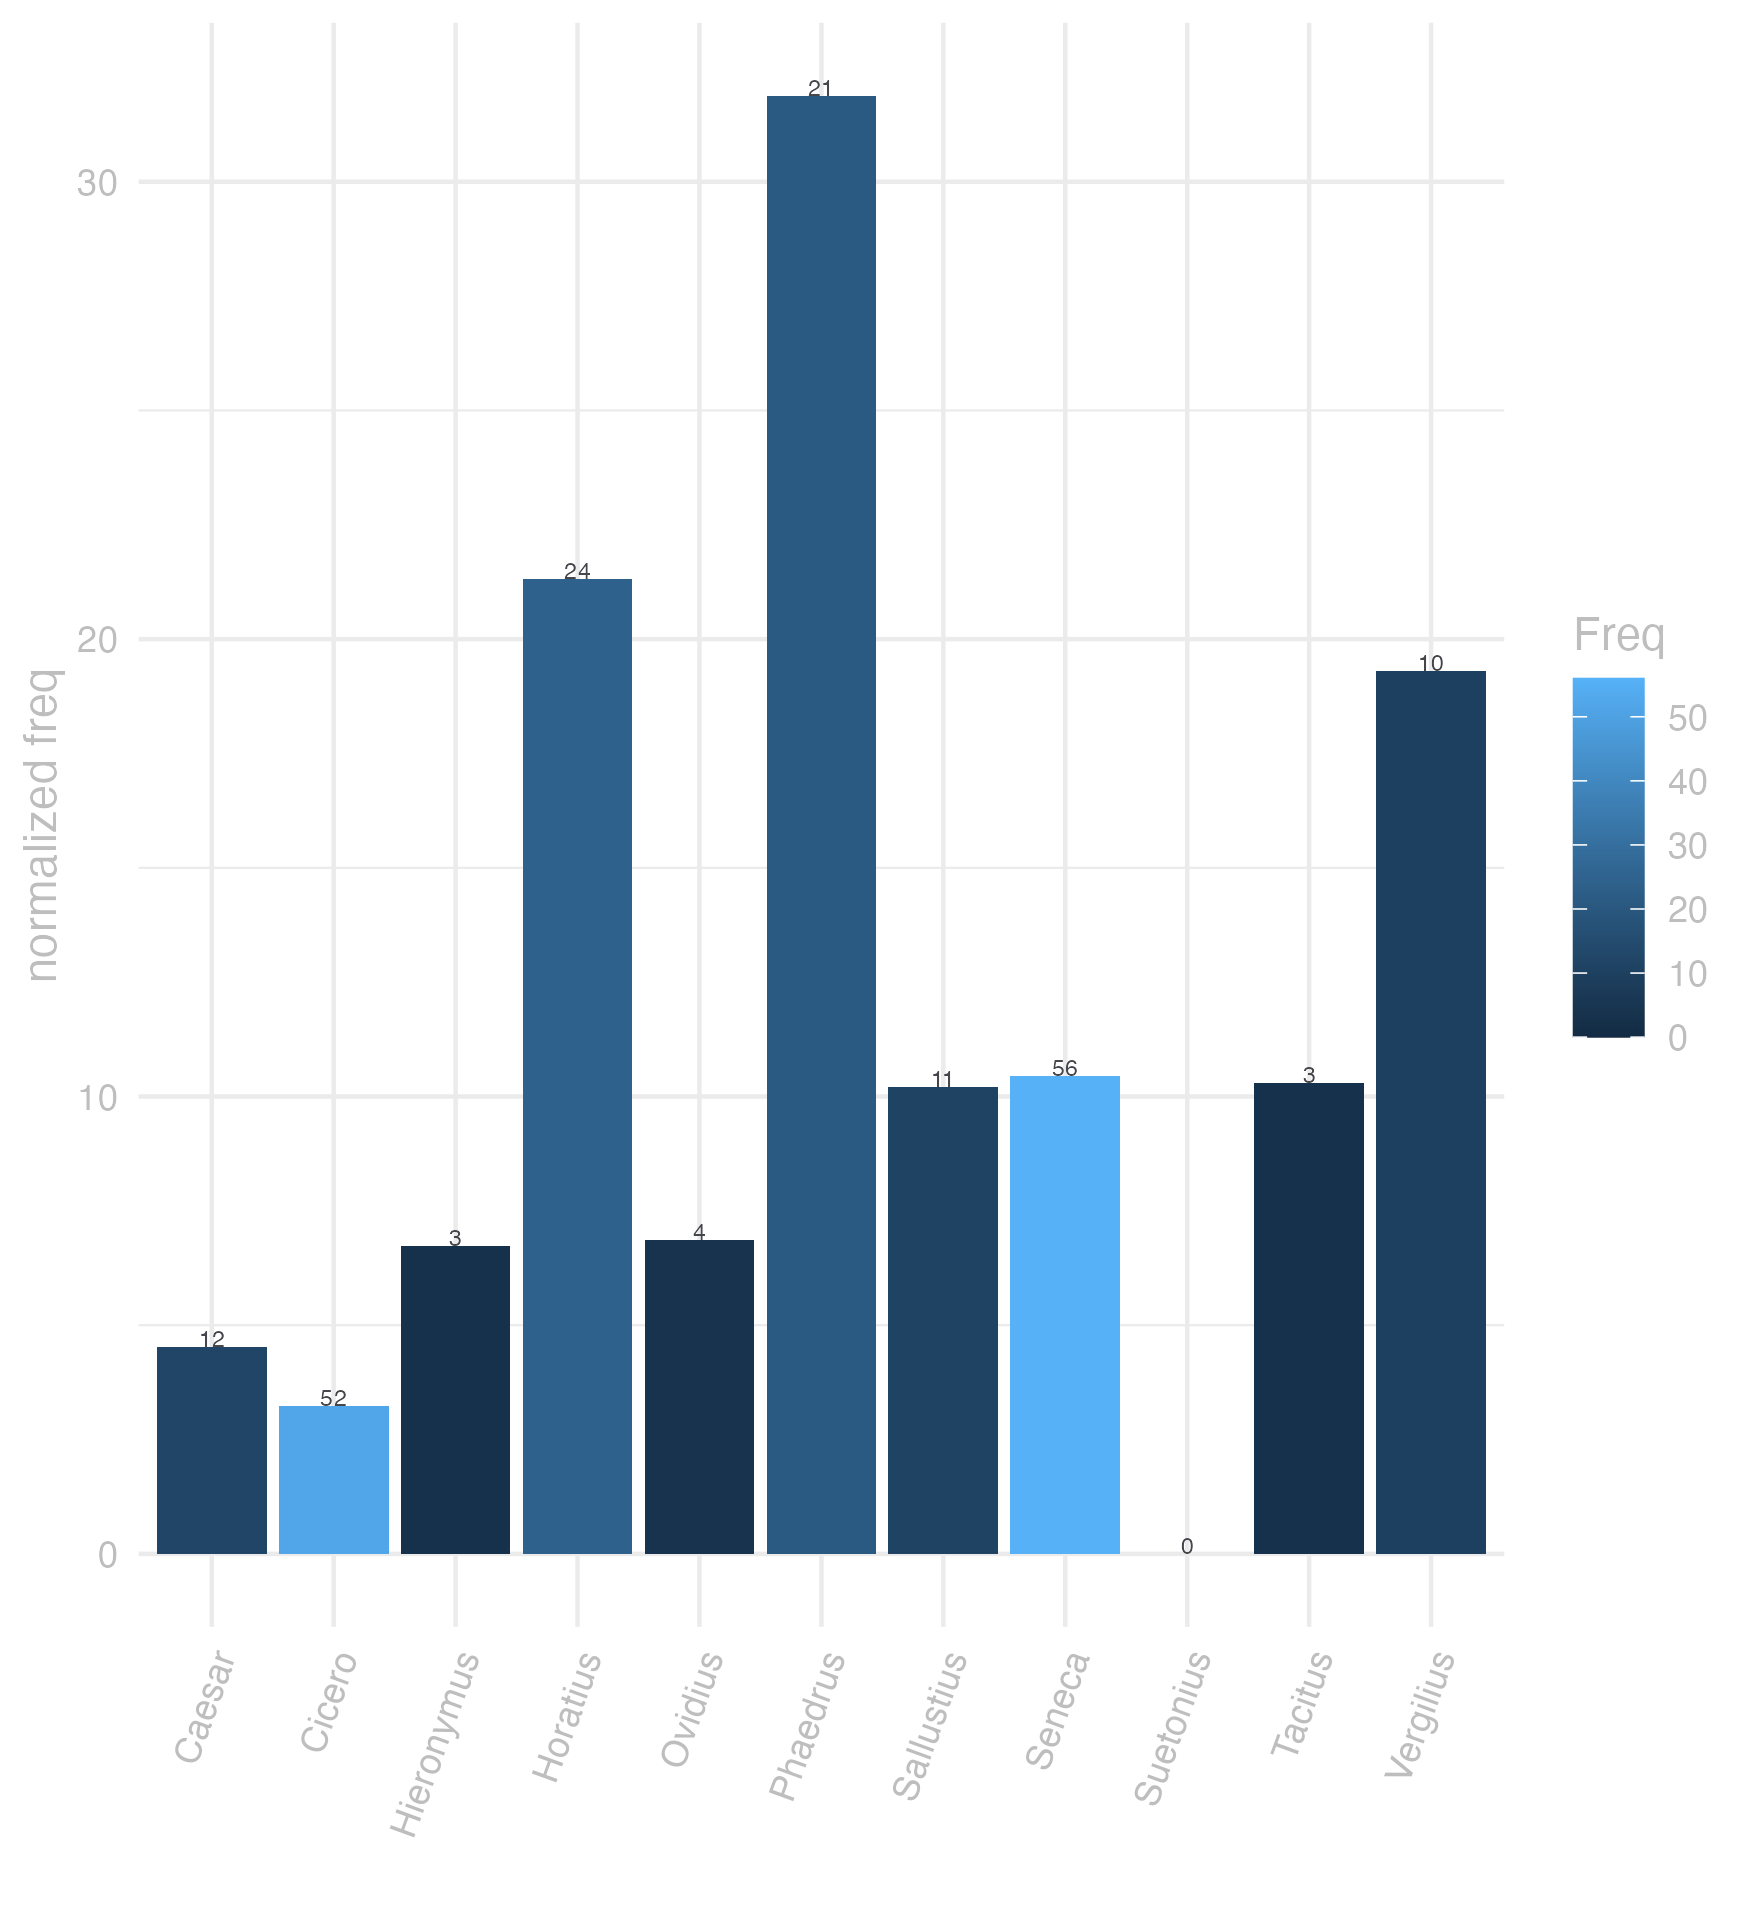 normalized freq
30
20
10
0
21
24
10
11
56
3
3
4
12
52
0
Caesar
Cicero
Hieronymus
Horatius
Ovidius
Phaedrus
Sallustius
Seneca
Suetonius
Tacitus
Vergilius
Freq
50
40
30
20
10
0